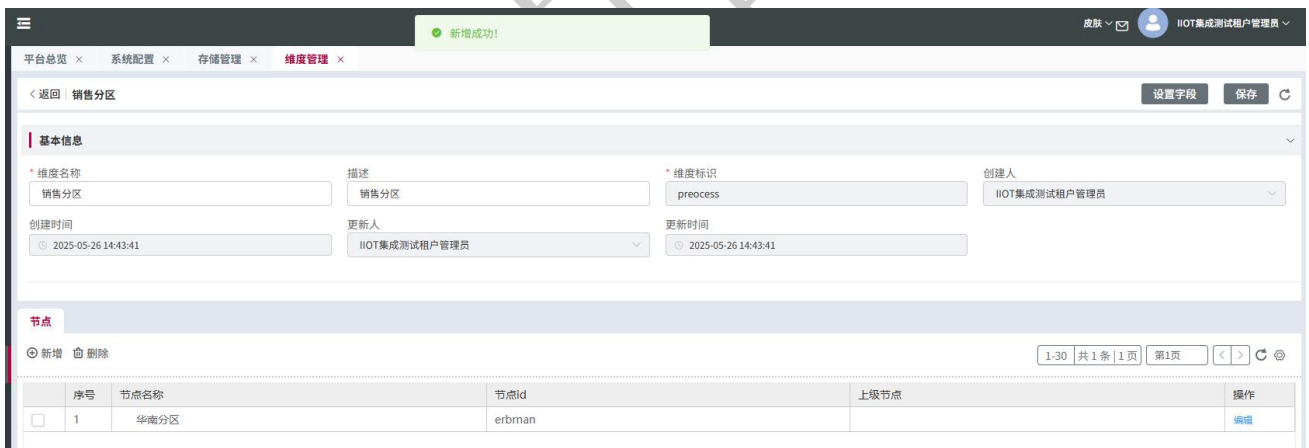 新增成功!
皮肤
IIOT集成测试租户管理员
平台总览 × 系统配置 × 存储管理 × 维度管理 ×
返回 销售分区 设置字段 保存
基本信息
* 维度名称 描述 * 维度标识 创建人
销售分区 销售分区 preocess IIOT集成测试租户管理员
创建时间 更新人 更新时间
2025-05-26 14:43:41 IIOT集成测试租户管理员 2025-05-26 14:43:41
节点
新增 删除 1-30 共 1 条 | 1 页 第1页
序号 节点名称 节点id 上级节点 操作
1 华南分区 erbrnan 编辑